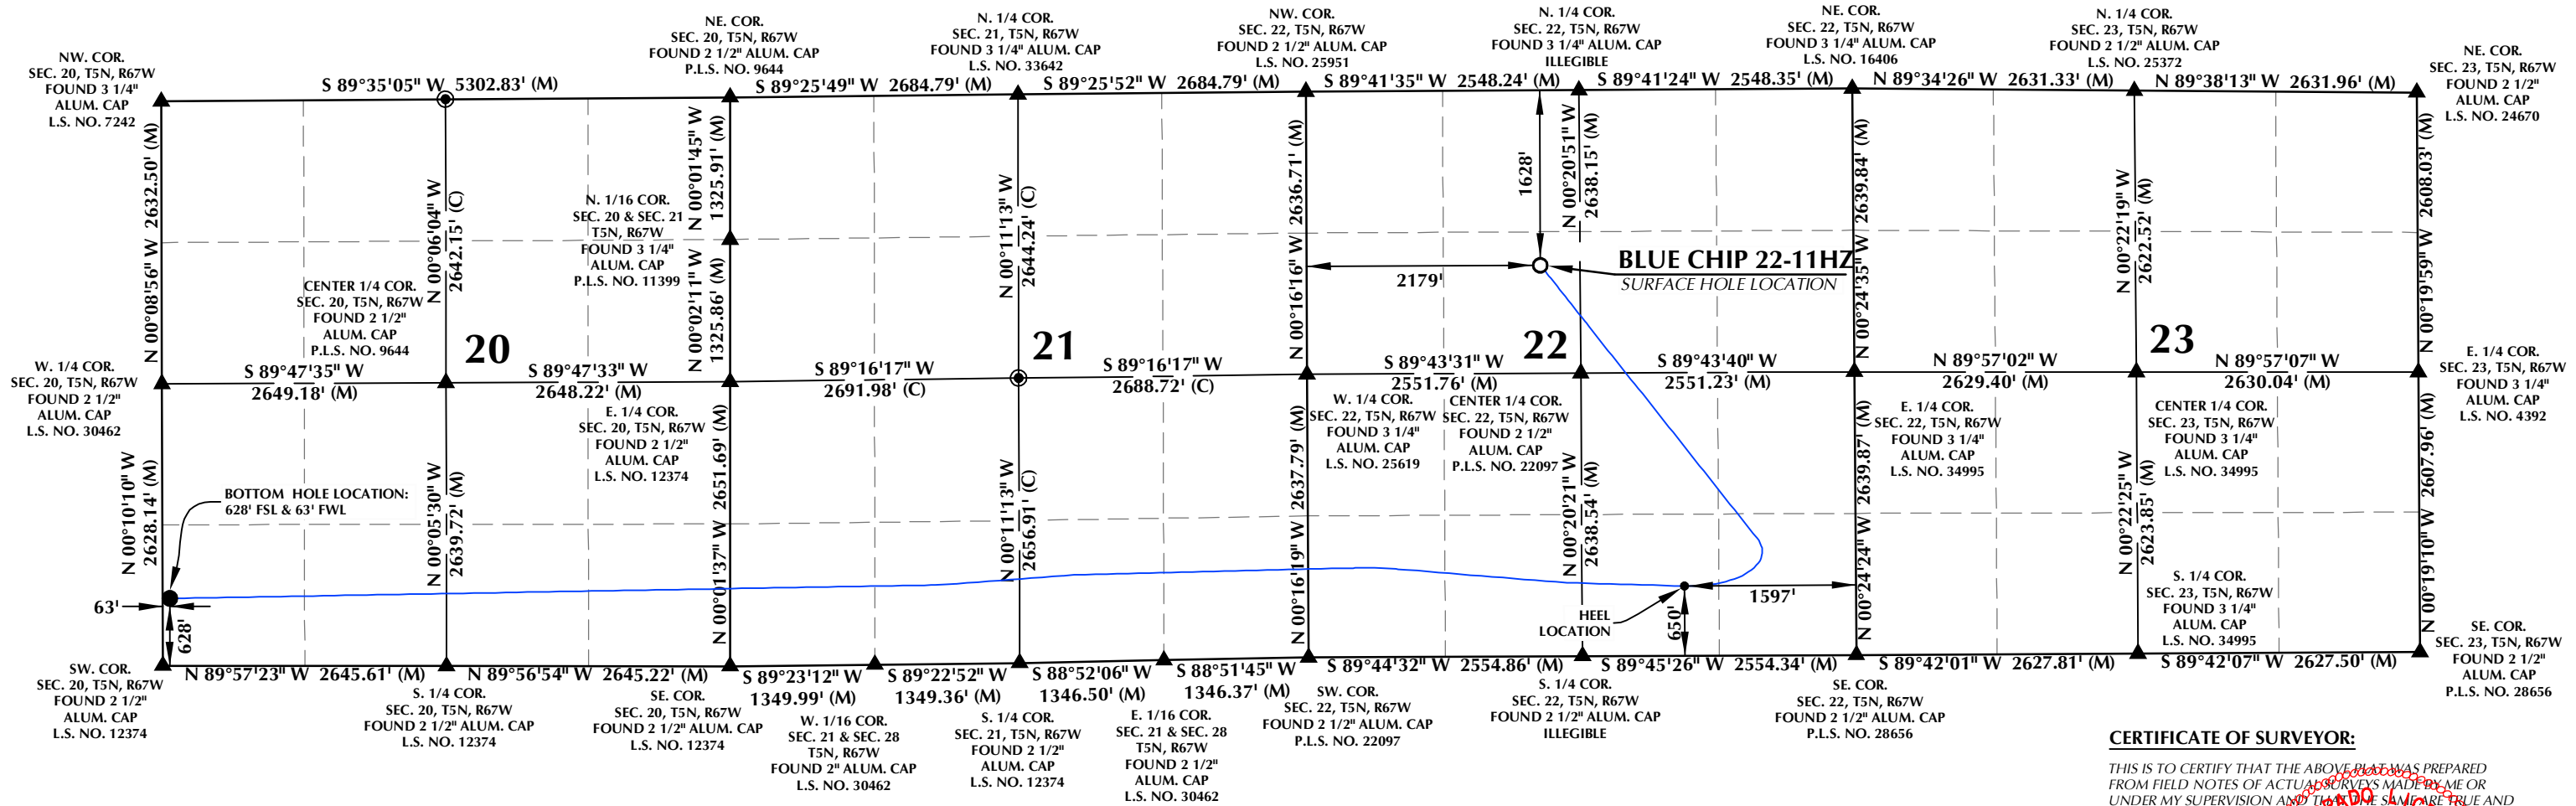 NW. COR.
SEC. 20, T5N, R67W
FOUND 3 1/4"
ALUM. CAP
L.S. NO. 7242
NE. COR.
SEC. 20, T5N, R67W
FOUND 2 1/2" ALUM. CAP
P.L.S. NO. 9644
N. 1/4 COR.
SEC. 21, T5N, R67W
FOUND 3 1/4" ALUM. CAP
L.S. NO. 33642
NW. COR.
SEC. 22, T5N, R67W
FOUND 2 1/2" ALUM. CAP
L.S. NO. 25951
N. 1/4 COR.
SEC. 22, T5N, R67W
FOUND 3 1/4" ALUM. CAP
ILLEGIBLE
NE. COR.
SEC. 22, T5N, R67W
FOUND 3 1/4" ALUM. CAP
L.S. NO. 16406
N. 1/4 COR.
SEC. 23, T5N, R67W
FOUND 2 1/2" ALUM. CAP
L.S. NO. 25372
NE. COR.
SEC. 23, T5N, R67W
FOUND 2 1/2"
ALUM. CAP
L.S. NO. 24670
S 89°35'05" W 5302.83' (M)
S 89°25'49" W 2684.79' (M)
S 89°25'52" W 2684.79' (M)
S 89°41'35" W 2548.24' (M)
S 89°41'24" W 2548.35' (M)
N 89°34'26" W 2631.33' (M)
N 89°38'13" W 2631.96' (M)
N 00°08'56" W 2632.50' (M)
N 00°06'04" W
2642.15' (C)
N 00°01'45" W
1325.91' (M)
N 00°02'11" W
1325.86' (M)
N 00°11'13" W
2644.24' (C)
N 00°16'16" W 2636.71' (M)
1628'
N 00°20'51" W
2638.15' (M)
N 00°24'35" W 2639.84' (M)
N 00°22'19" W
2622.52' (M)
N 00°19'59" W 2608.03' (M)
N. 1/16 COR.
SEC. 20 & SEC. 21
T5N, R67W
FOUND 3 1/4"
ALUM. CAP
P.L.S. NO. 11399
CENTER 1/4 COR.
SEC. 20, T5N, R67W
FOUND 2 1/2"
ALUM. CAP
P.L.S. NO. 9644
2179'
BLUE CHIP 22-11HZ
SURFACE HOLE LOCATION
20
21
22
23
W. 1/4 COR.
SEC. 20, T5N, R67W
FOUND 2 1/2"
ALUM. CAP
L.S. NO. 30462
S 89°47'35" W
2649.18' (M)
S 89°47'33" W
2648.22' (M)
S 89°16'17" W
2691.98' (C)
S 89°16'17" W
2688.72' (C)
S 89°43'31" W
2551.76' (M)
S 89°43'40" W
2551.23' (M)
N 89°57'02" W
2629.40' (M)
N 89°57'07" W
2630.04' (M)
E. 1/4 COR.
SEC. 23, T5N, R67W
FOUND 3 1/4"
ALUM. CAP
L.S. NO. 4392
E. 1/4 COR.
SEC. 20, T5N, R67W
FOUND 2 1/2"
ALUM. CAP
L.S. NO. 12374
W. 1/4 COR.
SEC. 22, T5N, R67W
FOUND 3 1/4"
ALUM. CAP
L.S. NO. 25619
CENTER 1/4 COR.
SEC. 22, T5N, R67W
FOUND 2 1/2"
ALUM. CAP
P.L.S. NO. 22097
E. 1/4 COR.
SEC. 22, T5N, R67W
FOUND 3 1/4"
ALUM. CAP
L.S. NO. 34995
CENTER 1/4 COR.
SEC. 23, T5N, R67W
FOUND 3 1/4"
ALUM. CAP
L.S. NO. 34995
N 00°10'10" W
2628.14' (M)
N 00°05'30" W
2639.72' (M)
N 00°01'37" W 2651.69' (M)
N 00°11'13" W
2656.91' (C)
N 00°16'19" W 2637.79' (M)
N 00°20'21" W
2638.54' (M)
N 00°24'24" W 2639.87' (M)
N 00°22'25" W
2623.85' (M)
N 00°19'10" W 2607.96' (M)
BOTTOM HOLE LOCATION:
628' FSL & 63' FWL
63'
628'
HEEL
LOCATION
650'
1597'
S. 1/4 COR.
SEC. 23, T5N, R67W
FOUND 3 1/4"
ALUM. CAP
L.S. NO. 34995
SW. COR.
SEC. 20, T5N, R67W
FOUND 2 1/2"
ALUM. CAP
L.S. NO. 12374
N 89°57'23" W 2645.61' (M)
N 89°56'54" W 2645.22' (M)
S 89°23'12" W
1349.99' (M)
S 89°22'52" W
1349.36' (M)
S 88°52'06" W
1346.50' (M)
S 88°51'45" W
1346.37' (M)
S 89°44'32" W 2554.86' (M)
S 89°45'26" W 2554.34' (M)
S 89°42'01" W 2627.81' (M)
S 89°42'07" W 2627.50' (M)
SE. COR.
SEC. 23, T5N, R67W
FOUND 2 1/2"
ALUM. CAP
P.L.S. NO. 28656
S. 1/4 COR.
SEC. 20, T5N, R67W
FOUND 2 1/2" ALUM. CAP
L.S. NO. 12374
SE. COR.
SEC. 20, T5N, R67W
FOUND 2 1/2" ALUM. CAP
L.S. NO. 12374
W. 1/16 COR.
SEC. 21 & SEC. 28
T5N, R67W
FOUND 2" ALUM. CAP
L.S. NO. 30462
S. 1/4 COR.
SEC. 21, T5N, R67W
FOUND 2 1/2"
ALUM. CAP
L.S. NO. 12374
E. 1/16 COR.
SEC. 21 & SEC. 28
T5N, R67W
FOUND 2 1/2"
ALUM. CAP
L.S. NO. 30462
SW. COR.
SEC. 22, T5N, R67W
FOUND 2 1/2" ALUM. CAP
P.L.S. NO. 22097
S. 1/4 COR.
SEC. 22, T5N, R67W
FOUND 2 1/2" ALUM. CAP
ILLEGIBLE
SE. COR.
SEC. 22, T5N, R67W
FOUND 2 1/2" ALUM. CAP
P.L.S. NO. 28656
CERTIFICATE OF SURVEYOR:
THIS IS TO CERTIFY THAT THE ABOVE PLAT WAS PREPARED
FROM FIELD NOTES OF ACTUAL SURVEYS MADE BY ME OR
UNDER MY SUPERVISION AND THAT THE SAME ARE TRUE AND